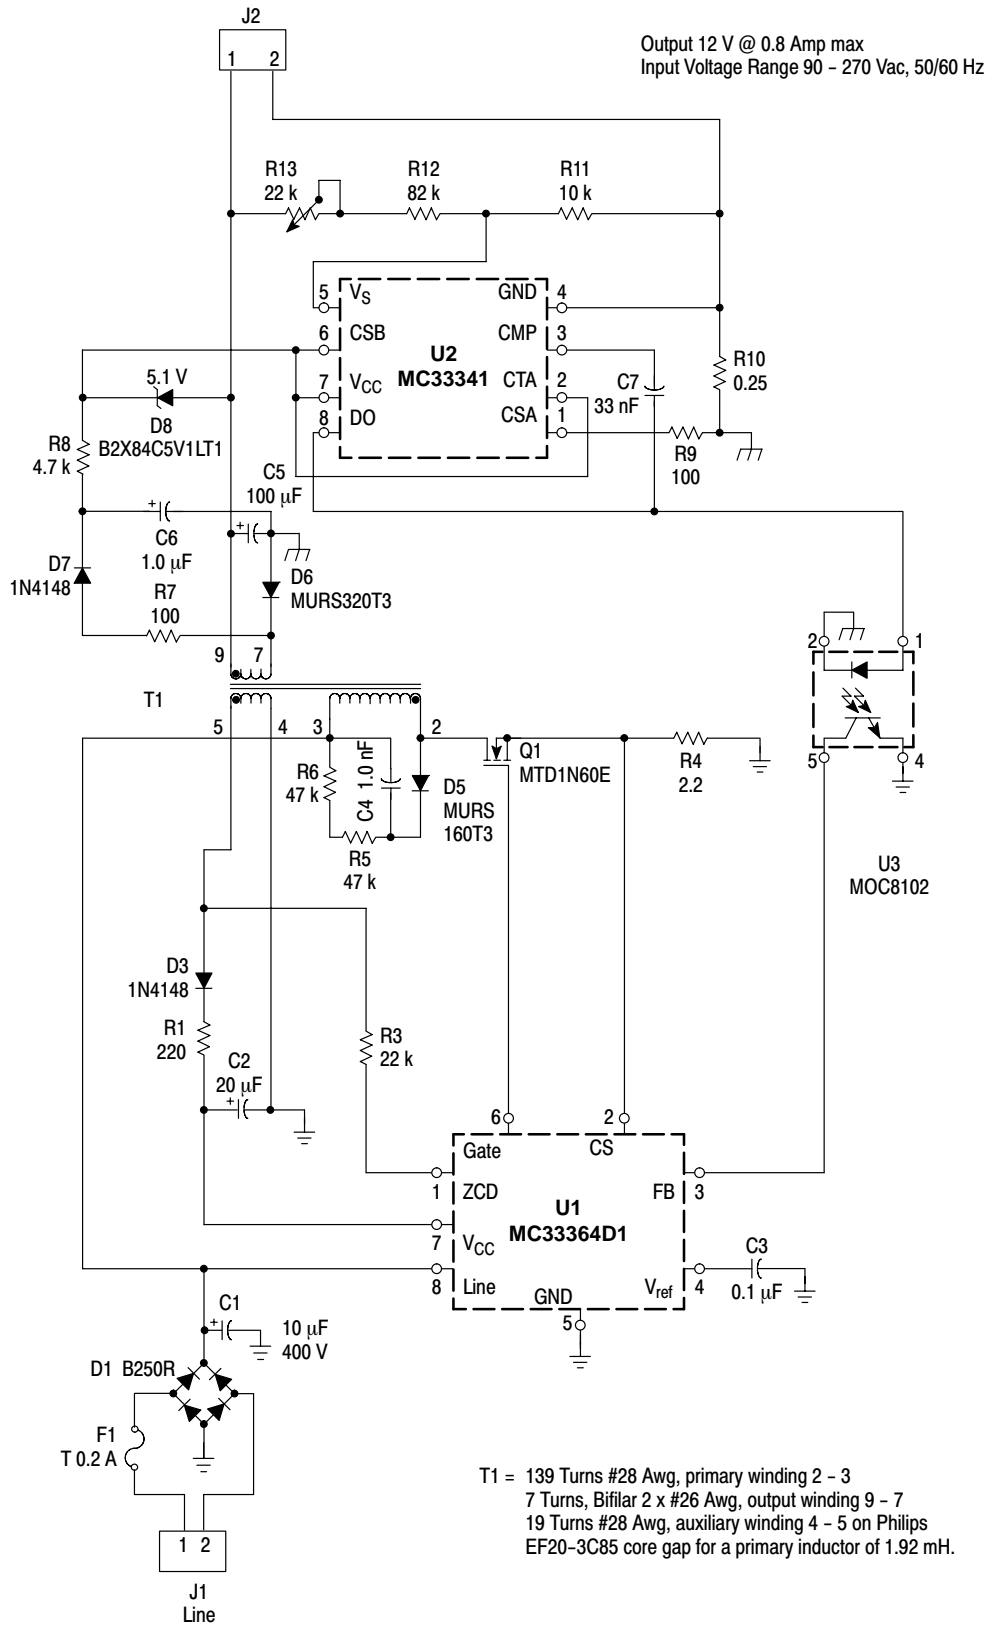 J2
1 2
Output 12 V @ 0.8 Amp max
Input Voltage Range 90 – 270 Vac, 50/60 Hz
R13
22 k
R12
82 k
R11
10 k
5
VS
GND
4
6
CSB
CMP
3
U2
MC33341
7
VCC
CTA
2
8
DO
CSA
1
C7
33 nF
R10
0.25
R9
100
5.1 V
D8
B2X84C5V1LT1
R8
4.7 k
C5
100 μF
+
+
C6
1.0 μF
D7
1N4148
R7
100
D6
MURS320T3
9
7
T1
5
4
3
2
2
1
5
4
U3
MOC8102
R6
47 k
C4 1.0 nF
D5
MURS
160T3
R5
47 k
Q1
MTD1N60E
R4
2.2
D3
1N4148
R1
220
C2
20 μF
+
R3
22 k
6
2
Gate
CS
1
ZCD
FB
3
U1
MC33364D1
7
VCC
8
Line
GND
Vref
4
5
C3
0.1 μF
C1
+
10 μF
400 V
D1 B250R
F1
T 0.2 A
1 2
J1
Line
T1 = 139 Turns #28 Awg, primary winding 2 – 3
7 Turns, Bifilar 2 x #26 Awg, output winding 9 – 7
19 Turns #28 Awg, auxiliary winding 4 – 5 on Philips
EF20–3C85 core gap for a primary inductor of 1.92 mH.